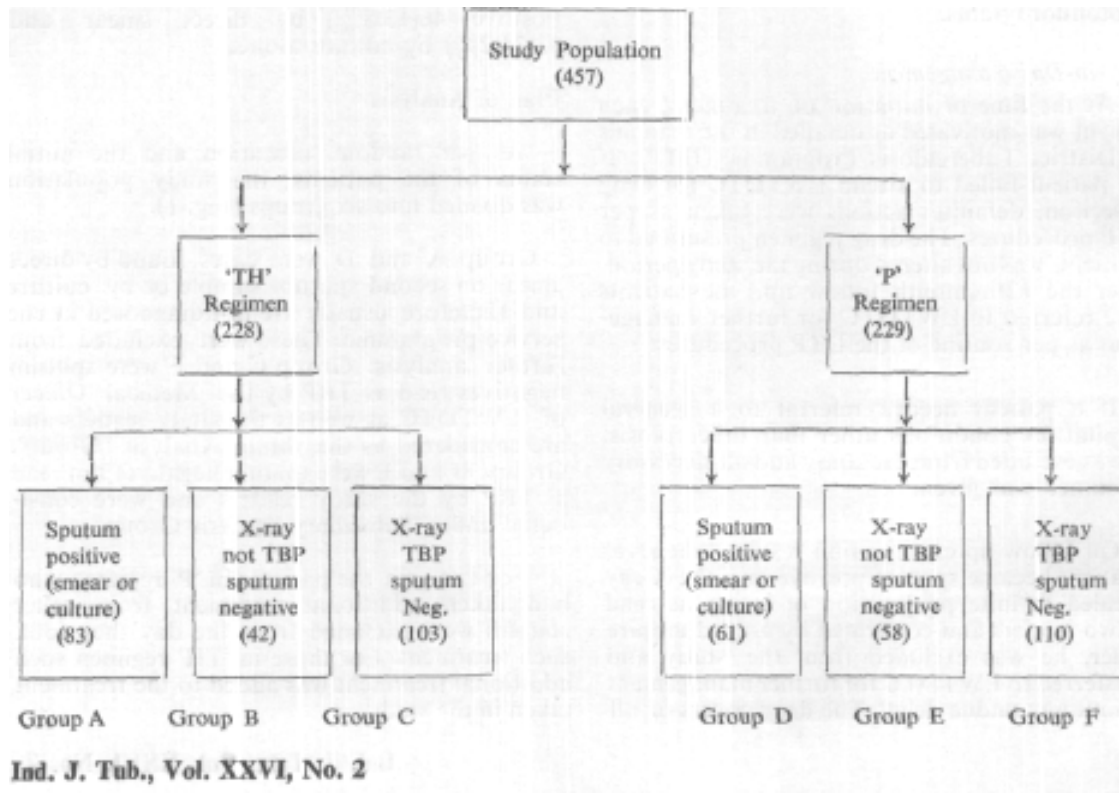 Study Population
(457)
'TH'
Regimen
(228)
'P'
Regimen
(229)
Sputum
positive
(smear or
culture)
(83)
X-ray
not TBP
sputum
negative
(42)
X-ray
TBP
sputum
Neg.
(103)
Sputum
positive
(smear or
culture)
(61)
X-ray
not TBP
sputum
negative
(58)
X-ray
TBP
sputum
Neg.
(110)
Group A
Group B
Group C
Group D
Group E
Group F
Ind. J. Tub., Vol. XXVI, No. 2